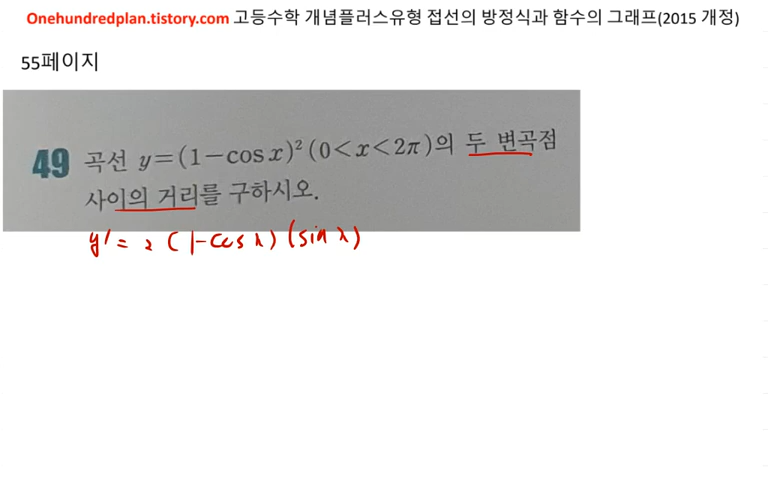 Onehundredplan.tistory.com 고등수학 개념플러스유형 접선의 방정식과 함수의 그래프(2015 개정)
55페이지
49 곡선 y=(1-cos x)² (0<x<2π)의 두 변곡점
사이의 거리를 구하시오.
y' = 2 (1-cos x) (sin x)